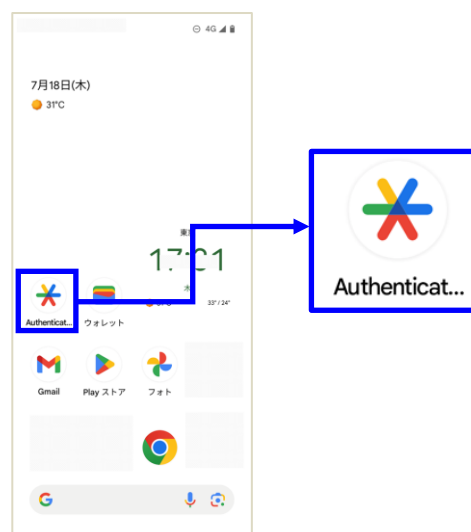 4G
7月18日(木)
31°C
17:01
33° / 24°
Authenticat...
ウォレット
Gmail
Play ストア
フォト
Authenticat...